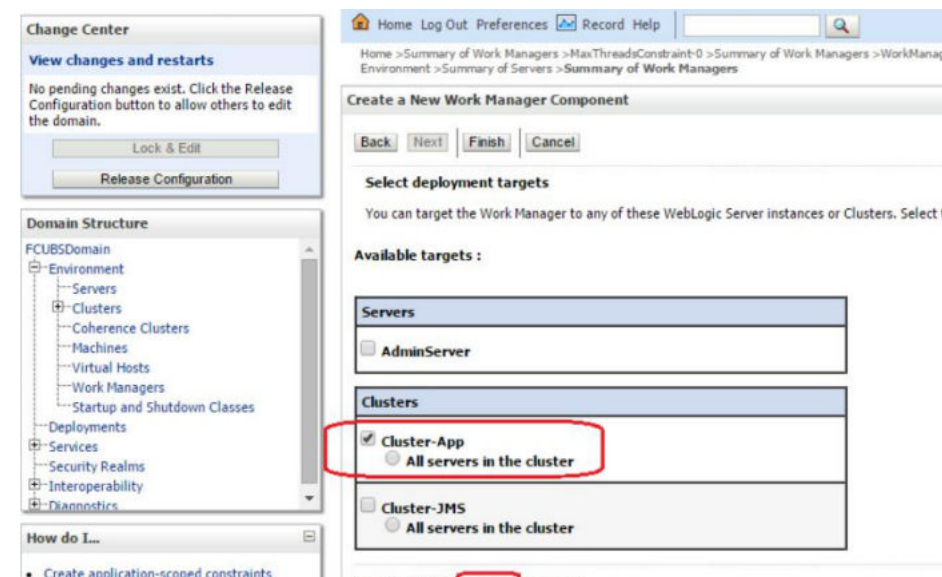 Change Center
View changes and restarts
No pending changes exist. Click the Release
Configuration button to allow others to edit
the domain.
Lock & Edit
Release Configuration
Domain Structure
FCUBSDomain
Environment
Servers
Clusters
Coherence Clusters
Machines
Virtual Hosts
Work Managers
Startup and Shutdown Classes
Deployments
Services
Security Realms
Interoperability
Diagnostics
How do I...
Create application-scoped constraints
Home Log Out Preferences Record Help
Home >Summary of Work Managers >MaxThreadsConstraint-0 >Summary of Work Managers >WorkManag
Environment >Summary of Servers >Summary of Work Managers
Create a New Work Manager Component
Back Next Finish Cancel
Select deployment targets
You can target the Work Manager to any of these WebLogic Server instances or Clusters. Select
Available targets :
Servers
AdminServer
Clusters
Cluster-App
All servers in the cluster
Cluster-JMS
All servers in the cluster